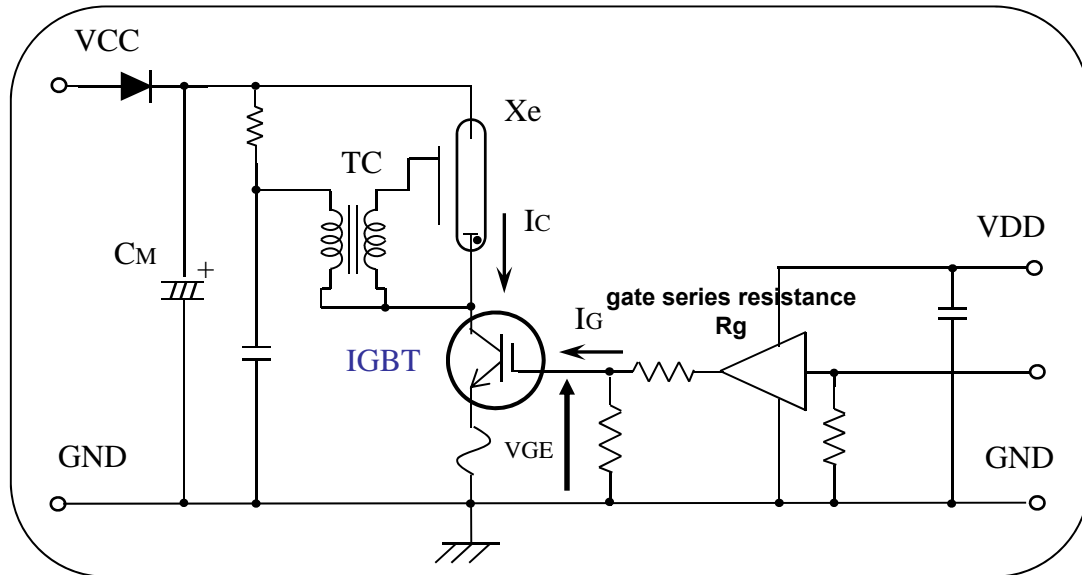 VCC
Xe
TC
IC
VDD
CM
+
gate series resistance
Rg
IG
IGBT
VGE
GND
GND